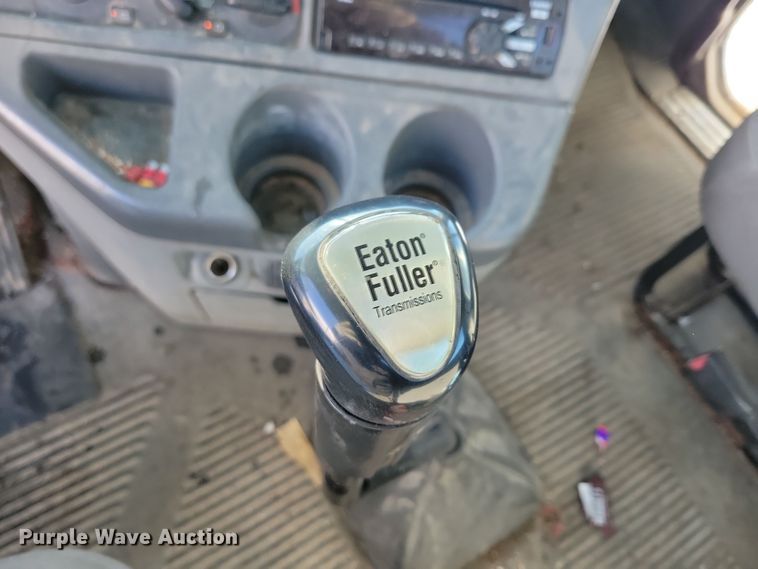 Eaton®
Fuller®
Transmissions
Purple Wave Auction